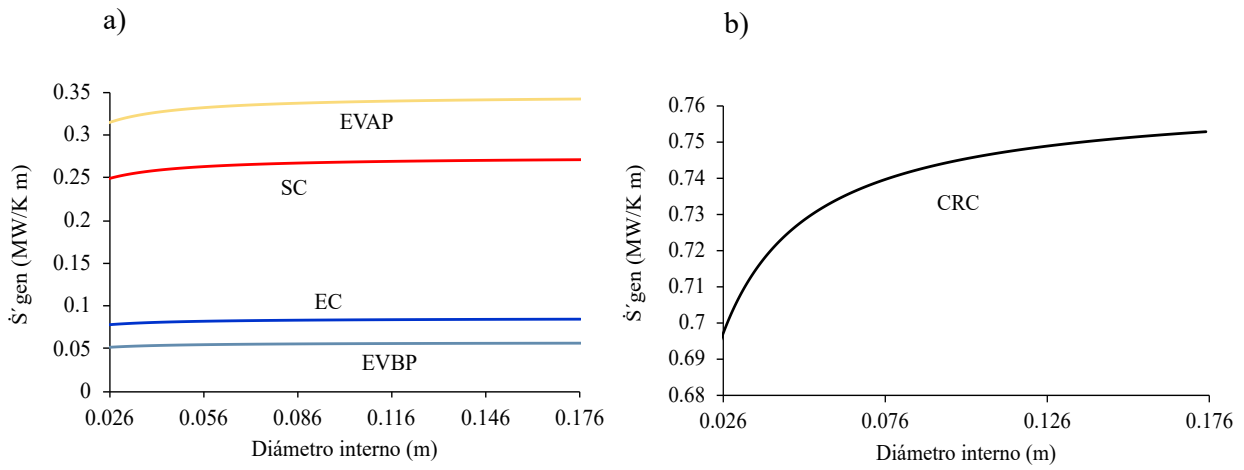 a)
0.35
0.3
0.25
0.2
0.15
0.1
0.05
0
Ṡ´gen (MW/K m)
EVAP
SC
EC
EVBP
0.026 0.056 0.086 0.116 0.146 0.176
Diámetro interno (m)
b)
0.76
0.75
0.74
0.73
0.72
0.71
0.7
0.69
0.68
Ṡ´gen (MW/K m)
CRC
0.026 0.076 0.126 0.176
Diámetro interno (m)